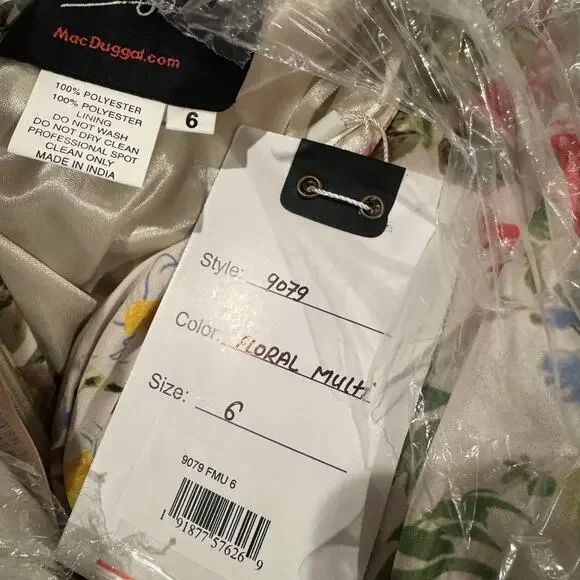 MacDuggal.com
100% POLYESTER
100% POLYESTER
LINING
DO NOT WASH
DO NOT DRY CLEAN
PROFESSIONAL SPOT
CLEAN ONLY
MADE IN INDIA
6
Style: 9079
Color: FLORAL MULTI
Size: 6
9079 FMU 6
1 91877 57626 9